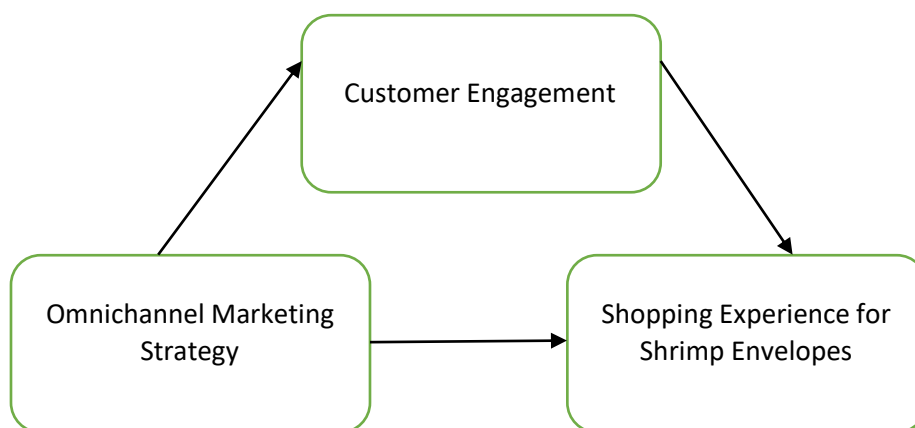 Customer Engagement
Omnichannel Marketing
Strategy
Shopping Experience for
Shrimp Envelopes